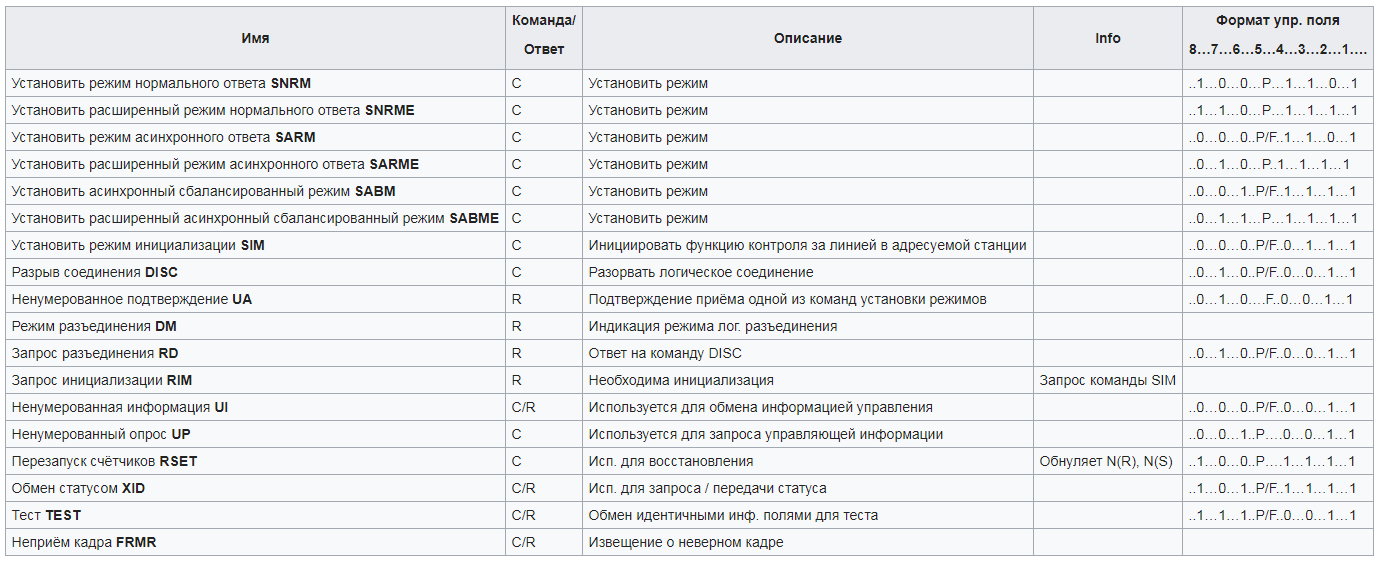 Имя Команда/ Описание Info Формат упр. поля
Ответ 8…7…6…5…4…3…2…1….
Установить режим нормального ответа SNRM C Установить режим ..1…0…0…P…1…1…0…1
Установить расширенный режим нормального ответа SNRME C Установить режим ..1…1…0…P…1…1…1…1
Установить режим асинхронного ответа SARM C Установить режим ..0…0…0..P/F..1…1…0…1
Установить расширенный режим асинхронного ответа SARME C Установить режим ..0…1…0…P..1…1…1…1
Установить асинхронный сбалансированный режим SABM C Установить режим ..0…0…1..P/F..1…1…1…1
Установить расширенный асинхронный сбалансированный режим SABME C Установить режим ..0…1…1…P…1…1…1…1
Установить режим инициализации SIM C Инициировать функцию контроля за линией в адресуемой станции ..0…0…0..P/F..0…1…1…1
Разрыв соединения DISC C Разорвать логическое соединение ..0…1…0..P/F..0…0…1…1
Ненумерованное подтверждение UA R Подтверждение приёма одной из команд установки режимов ..0…1…0….F..0…0…1…1
Режим разъединения DM R Индикация режима лог. разъединения
Запрос разъединения RD R Ответ на команду DISC ..0…1…0..P/F..0…0…1…1
Запрос инициализации RIM R Необходима инициализация Запрос команды SIM
Ненумерованная информация UI C/R Используется для обмена информацией управления ..0…0…0..P/F..0…0…1…1
Ненумерованный опрос UP C Используется для запроса управляющей информации ..0…0…1..P….0…0…1…1
Перезапуск счётчиков RSET C Исп. для восстановления Обнуляет N(R), N(S) ..1…0…0..P….1…1…1…1
Обмен статусом XID C/R Исп. для запроса / передачи статуса ..1…0…1..P/F..1…1…1…1
Тест TEST C/R Обмен идентичными инф. полями для теста ..1…1…1..P/F..0…0…1…1
Неприём кадра FRMR C/R Извещение о неверном кадре